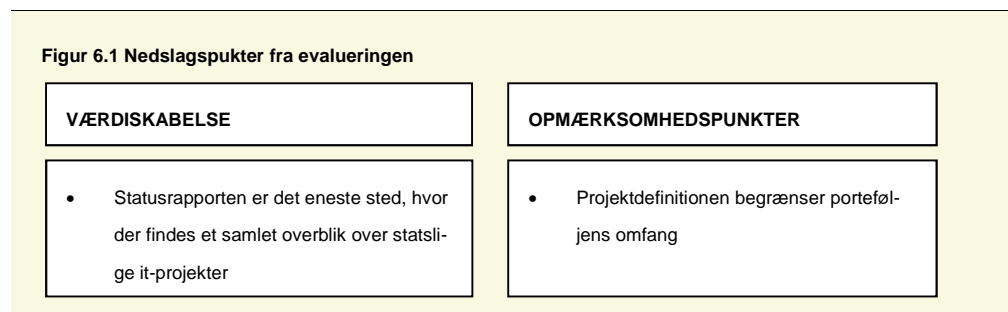 Figur 6.1 Nedslagspukter fra evalueringen
VÆRDISKABELSE
OPMÆRKSOMHEDSPUNKTER
• Statusrapporten er det eneste sted, hvor
der findes et samlet overblik over statsli-
ge it-projekter
• Projektdefinitionen begrænser porteføl-
jens omfang